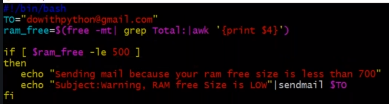 #!/bin/bash
TO="dowithpython@gmail.com"
ram_free=$(free -mt| grep Total:|awk '{print $4}')
if [ $ram_free -le 500 ]
then
echo "Sending mail because your ram free size is less than 700"
echo "Subject:Warning, RAM free Size is LOW"|sendmail $TO
fi